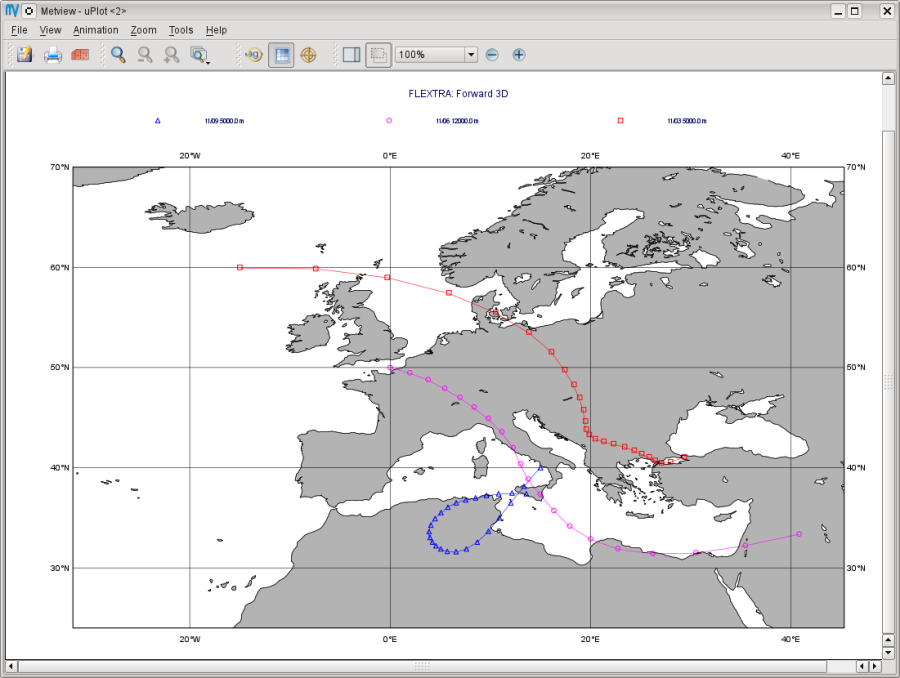 Metview - uPlot <2>
File View Animation Zoom Tools Help
100%
FLEXTRA: Forward 3D
11/09 5000.0 m 11/06 12000.0 m 11/03 5000.0 m
20°W 0°E 20°E 40°E
70°N 70°N
60°N 60°N
50°N 50°N
40°N 40°N
30°N 30°N
20°W 0°E 20°E 40°E